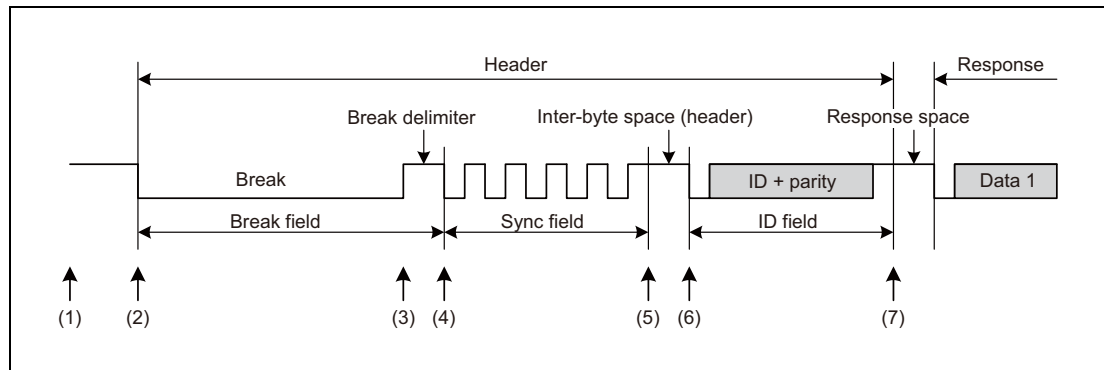 Header
Response
Break delimiter
Inter-byte space (header)
Response space
Break
ID + parity
Data 1
Break field
Sync field
ID field
(1)
(2)
(3)
(4)
(5)
(6)
(7)